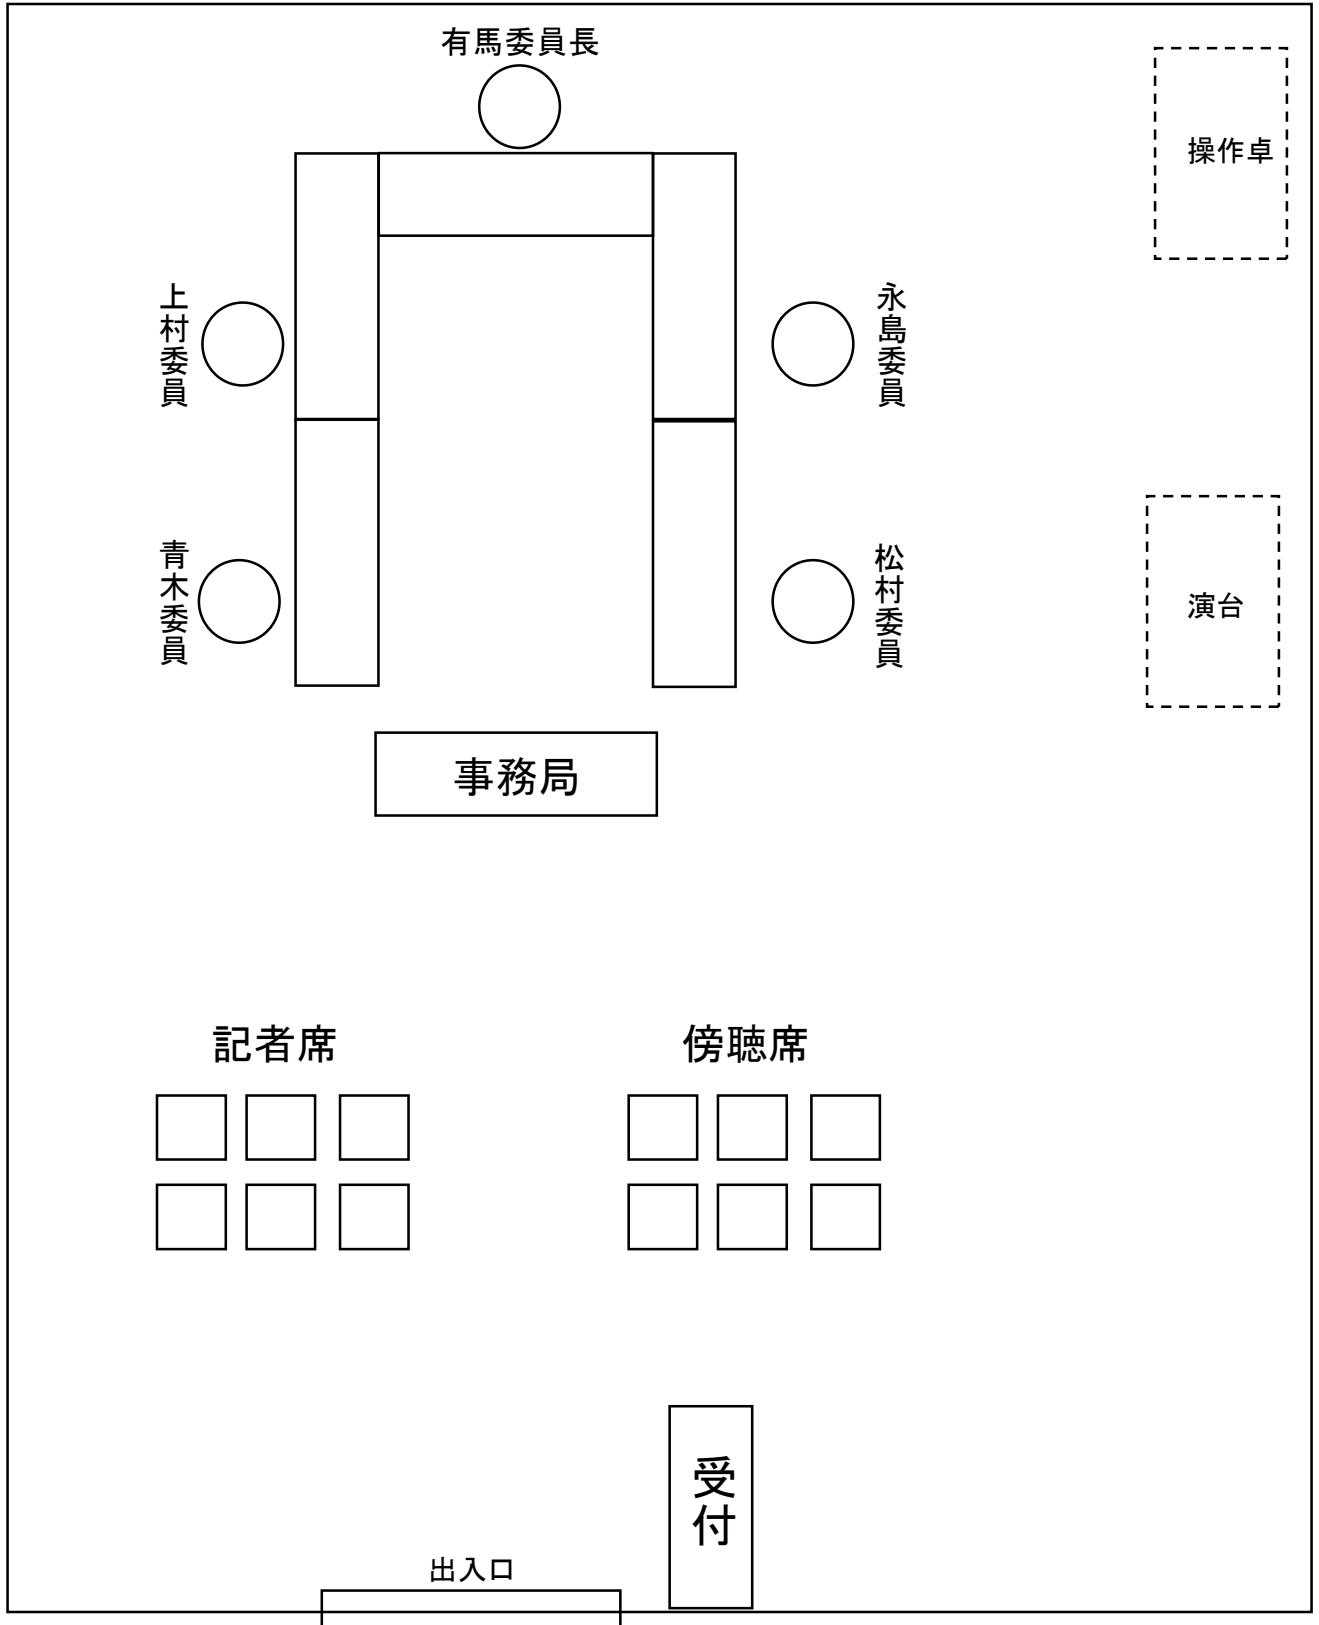 有馬委員長
操作卓
上村委員
永島委員
青木委員
松村委員
演台
事務局
記者席
傍聴席
受付
出入口